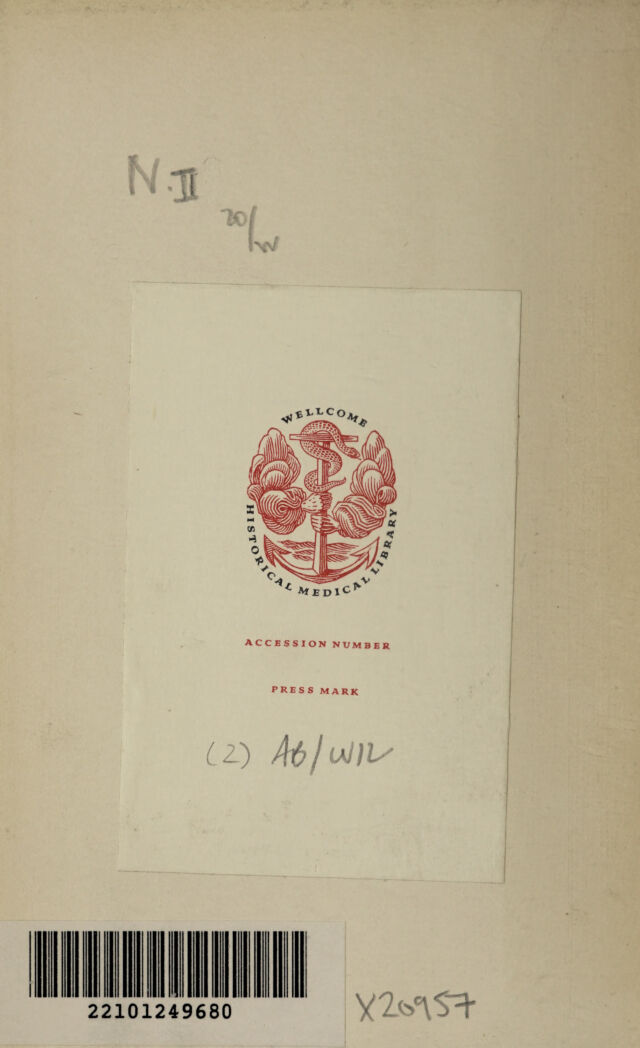 N.II
20/W
WELLCOME
HISTORICAL MEDICAL LIBRARY
ACCESSION NUMBER
PRESS MARK
(2) AB/WIL
22101249680
X20957